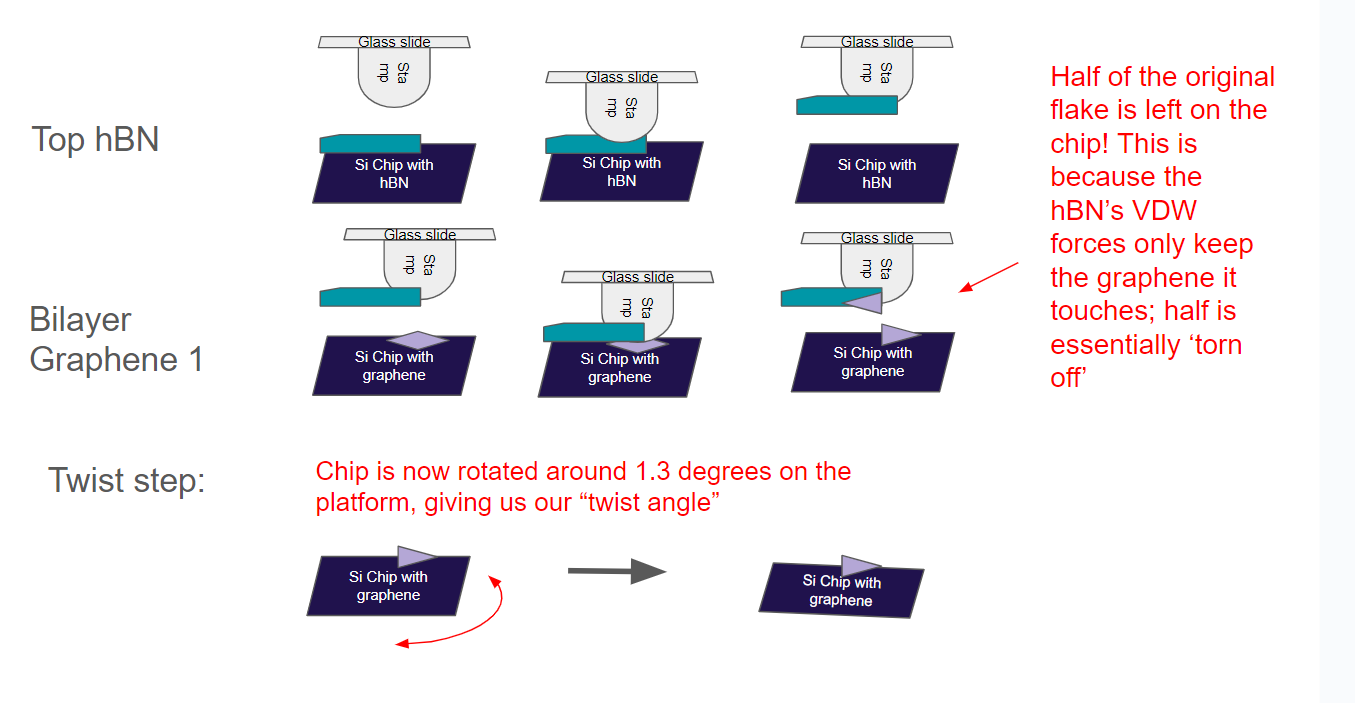 Glass slide
Sta
mp
Glass slide
Sta
mp
Glass slide
Sta
mp
Top hBN
Si Chip with
hBN
Si Chip with
hBN
Si Chip with
hBN
Half of the original
flake is left on the
chip! This is
because the
hBN’s VDW
forces only keep
the graphene it
touches; half is
essentially ‘torn
off’
Glass slide
Sta
mp
Glass slide
Sta
mp
Glass slide
Sta
mp
Bilayer
Graphene 1
Si Chip with
graphene
Si Chip with
graphene
Si Chip with
graphene
Twist step:
Chip is now rotated around 1.3 degrees on the
platform, giving us our “twist angle”
Si Chip with
graphene
Si Chip with
graphene